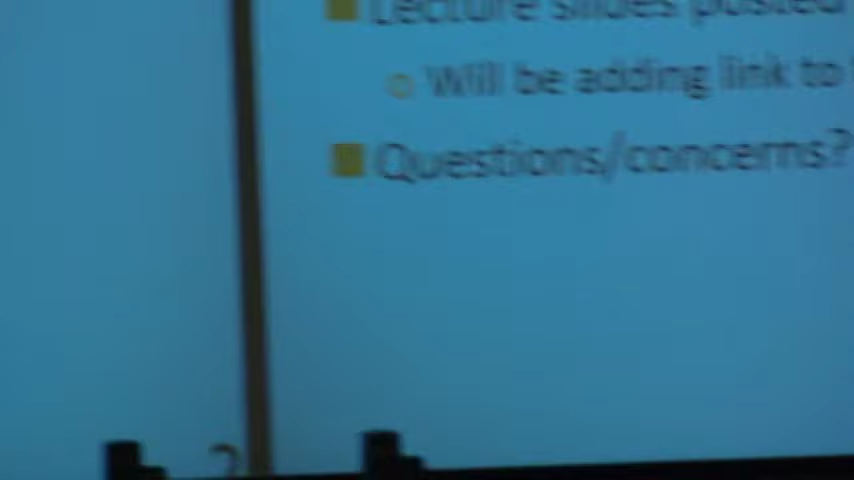 Lecture slides posted
Will be adding link to
Questions/concerns?